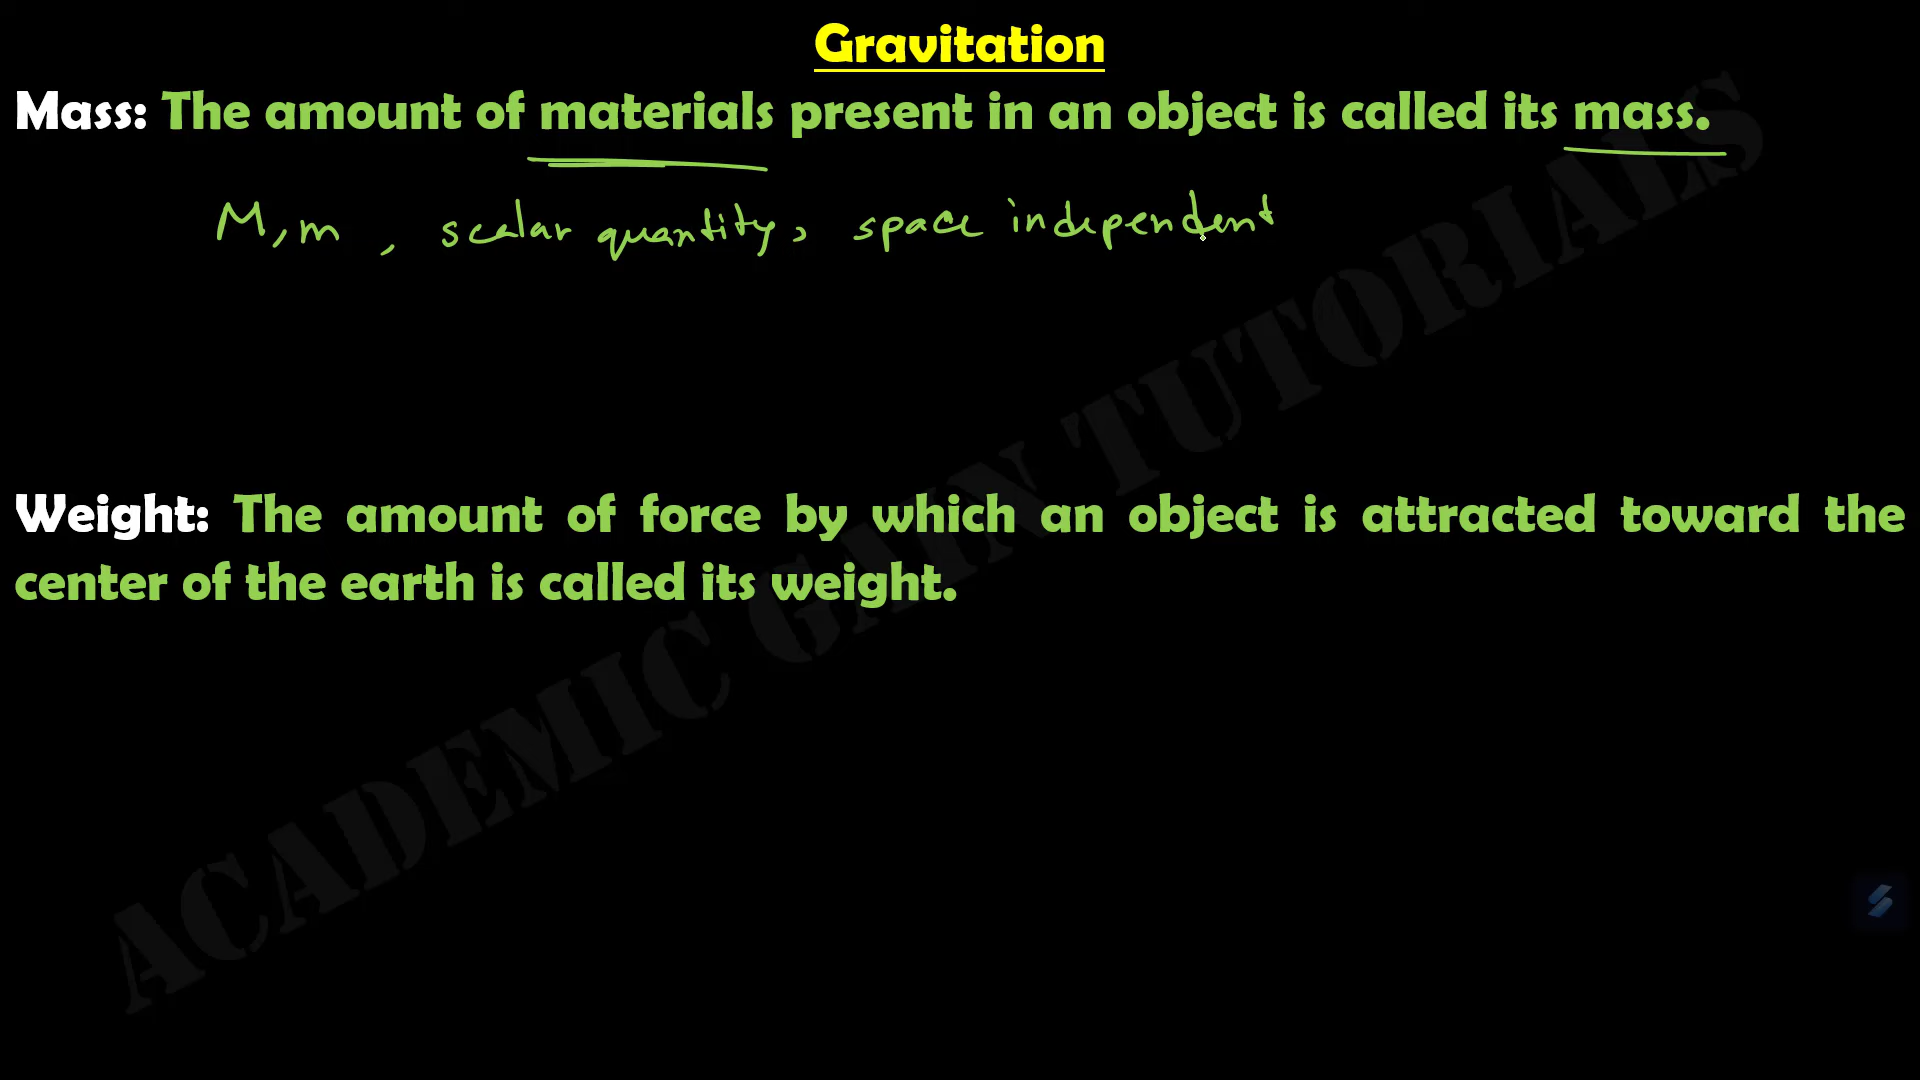 Gravitation
Mass: The amount of materials present in an object is called its mass.
M, m , scalar quantity, space independent
Weight: The amount of force by which an object is attracted toward the
center of the earth is called its weight.
ACADEMIC GAIN TUTORIALS